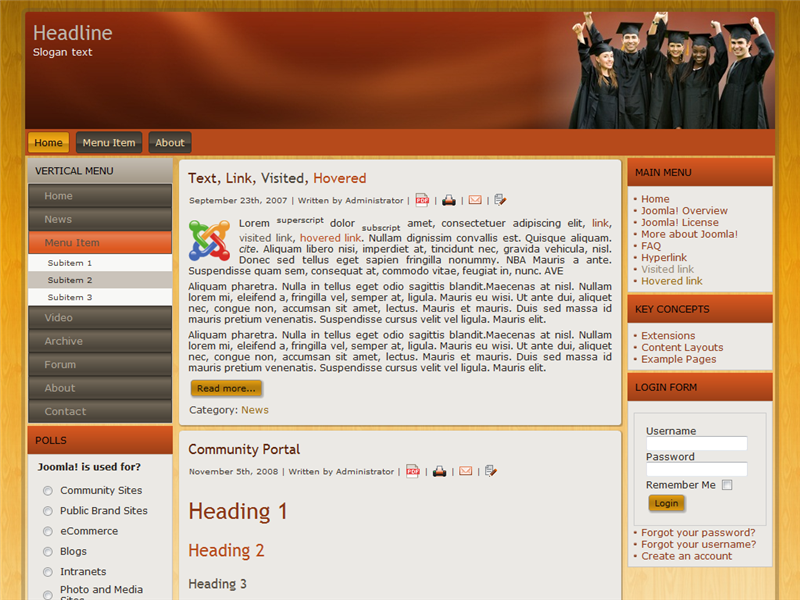 Headline
Slogan text
Home
Menu Item
About
VERTICAL MENU
Home
News
Menu Item
Subitem 1
Subitem 2
Subitem 3
Video
Archive
Forum
About
Contact
POLLS
Joomla! is used for?
Community Sites
Public Brand Sites
eCommerce
Blogs
Intranets
Photo and Media
Sites
Text, Link, Visited, Hovered
September 23th, 2007 | Written by Administrator | PDF | | |
Lorem superscript dolor subscript amet, consectetuer adipiscing elit, link,
visited link, hovered link. Nullam dignissim convallis est. Quisque aliquam.
cite. Aliquam libero nisi, imperdiet at, tincidunt nec, gravida vehicula, nisl.
Donec sed tellus eget sapien fringilla nonummy. NBA Mauris a ante.
Suspendisse quam sem, consequat at, commodo vitae, feugiat in, nunc. AVE
Aliquam pharetra. Nulla in tellus eget odio sagittis blandit.Maecenas at nisl. Nullam
lorem mi, eleifend a, fringilla vel, semper at, ligula. Mauris eu wisi. Ut ante dui, aliquet
nec, congue non, accumsan sit amet, lectus. Mauris et mauris. Duis sed massa id
mauris pretium venenatis. Suspendisse cursus velit vel ligula. Mauris elit.
Aliquam pharetra. Nulla in tellus eget odio sagittis blandit.Maecenas at nisl. Nullam
lorem mi, eleifend a, fringilla vel, semper at, ligula. Mauris eu wisi. Ut ante dui, aliquet
nec, congue non, accumsan sit amet, lectus. Mauris et mauris. Duis sed massa id
mauris pretium venenatis. Suspendisse cursus velit vel ligula. Mauris elit.
Read more...
Category: News
Community Portal
November 5th, 2008 | Written by Administrator | PDF | | |
Heading 1
Heading 2
Heading 3
MAIN MENU
• Home
• Joomla! Overview
• Joomla! License
• More about Joomla!
• FAQ
• Hyperlink
• Visited link
• Hovered link
KEY CONCEPTS
• Extensions
• Content Layouts
• Example Pages
LOGIN FORM
Username
Password
Remember Me
Login
• Forgot your password?
• Forgot your username?
• Create an account